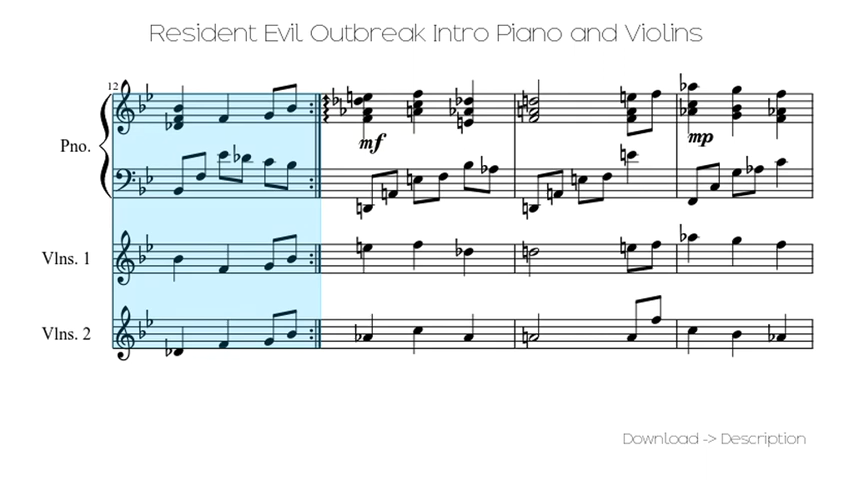 Resident Evil Outbreak Intro Piano and Violins
12
Pno.
mf
mp
Vlns. 1
Vlns. 2
Download -> Description